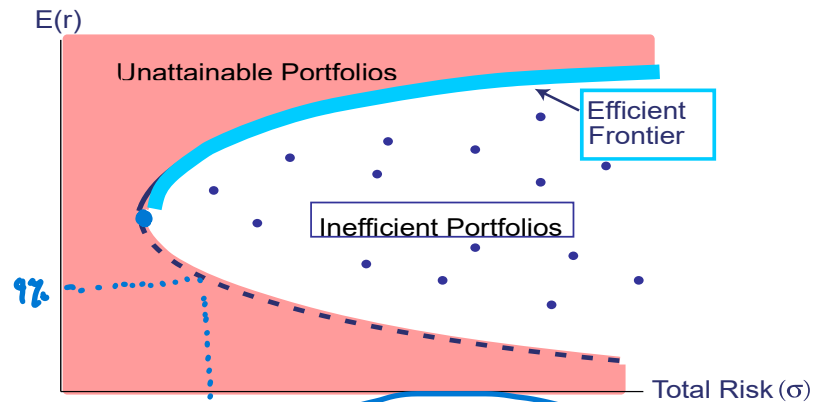 E(r)
Unattainable Portfolios
Efficient
Frontier
Inefficient Portfolios
9%
Total Risk (σ)